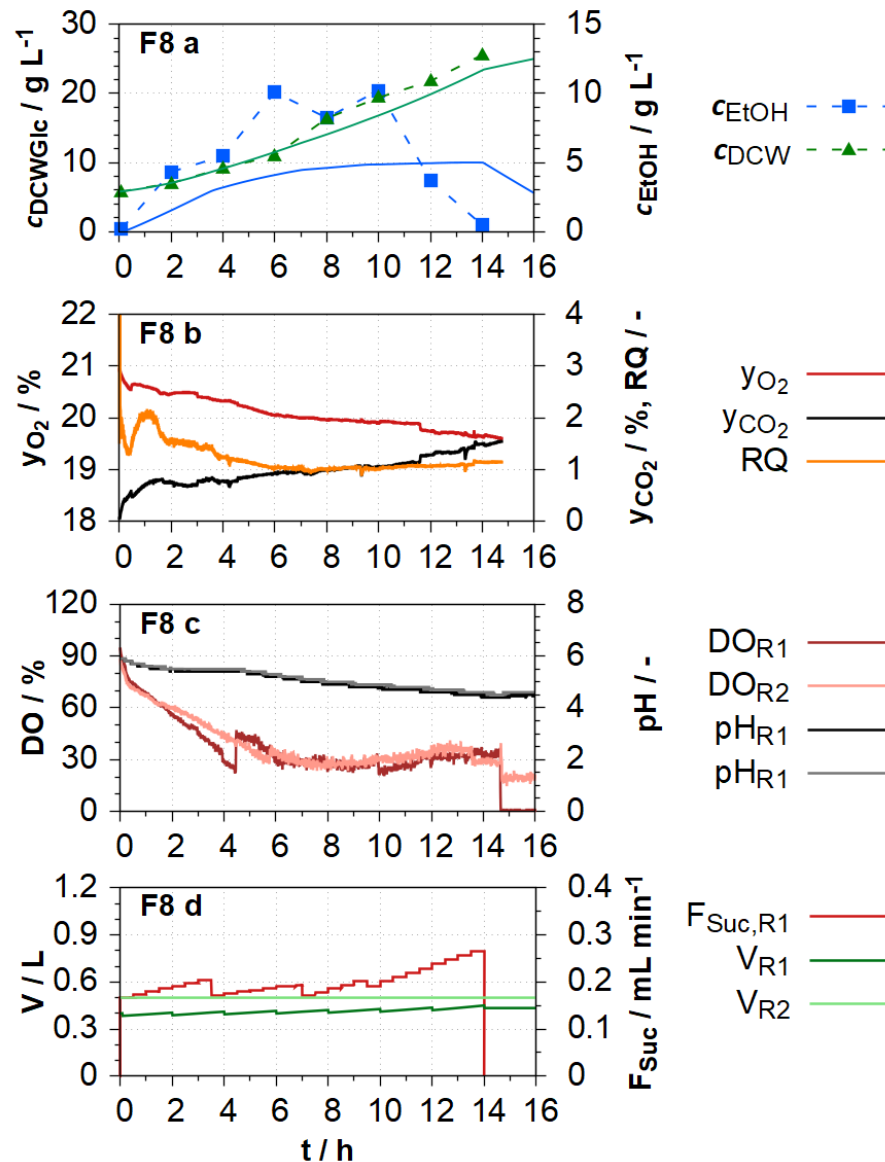 F8 a
c_DCWGlc / g L⁻¹
30
20
10
0
c_EtOH / g L⁻¹
15
10
5
0
0 2 4 6 8 10 12 14 16
c_EtOH
c_DCW
F8 b
y_O₂ / %
22
21
20
19
18
y_CO₂ / %, RQ / -
4
3
2
1
0
0 2 4 6 8 10 12 14 16
y_O₂
y_CO₂
RQ
F8 c
DO / %
120
90
60
30
0
pH / -
8
6
4
2
0
0 2 4 6 8 10 12 14 16
DO_R1
DO_R2
pH_R1
pH_R1
F8 d
V / L
1.2
0.9
0.6
0.3
0
F_Suc / mL min⁻¹
0.4
0.3
0.2
0.1
0
0 2 4 6 8 10 12 14 16
t / h
F_Suc,R1
V_R1
V_R2